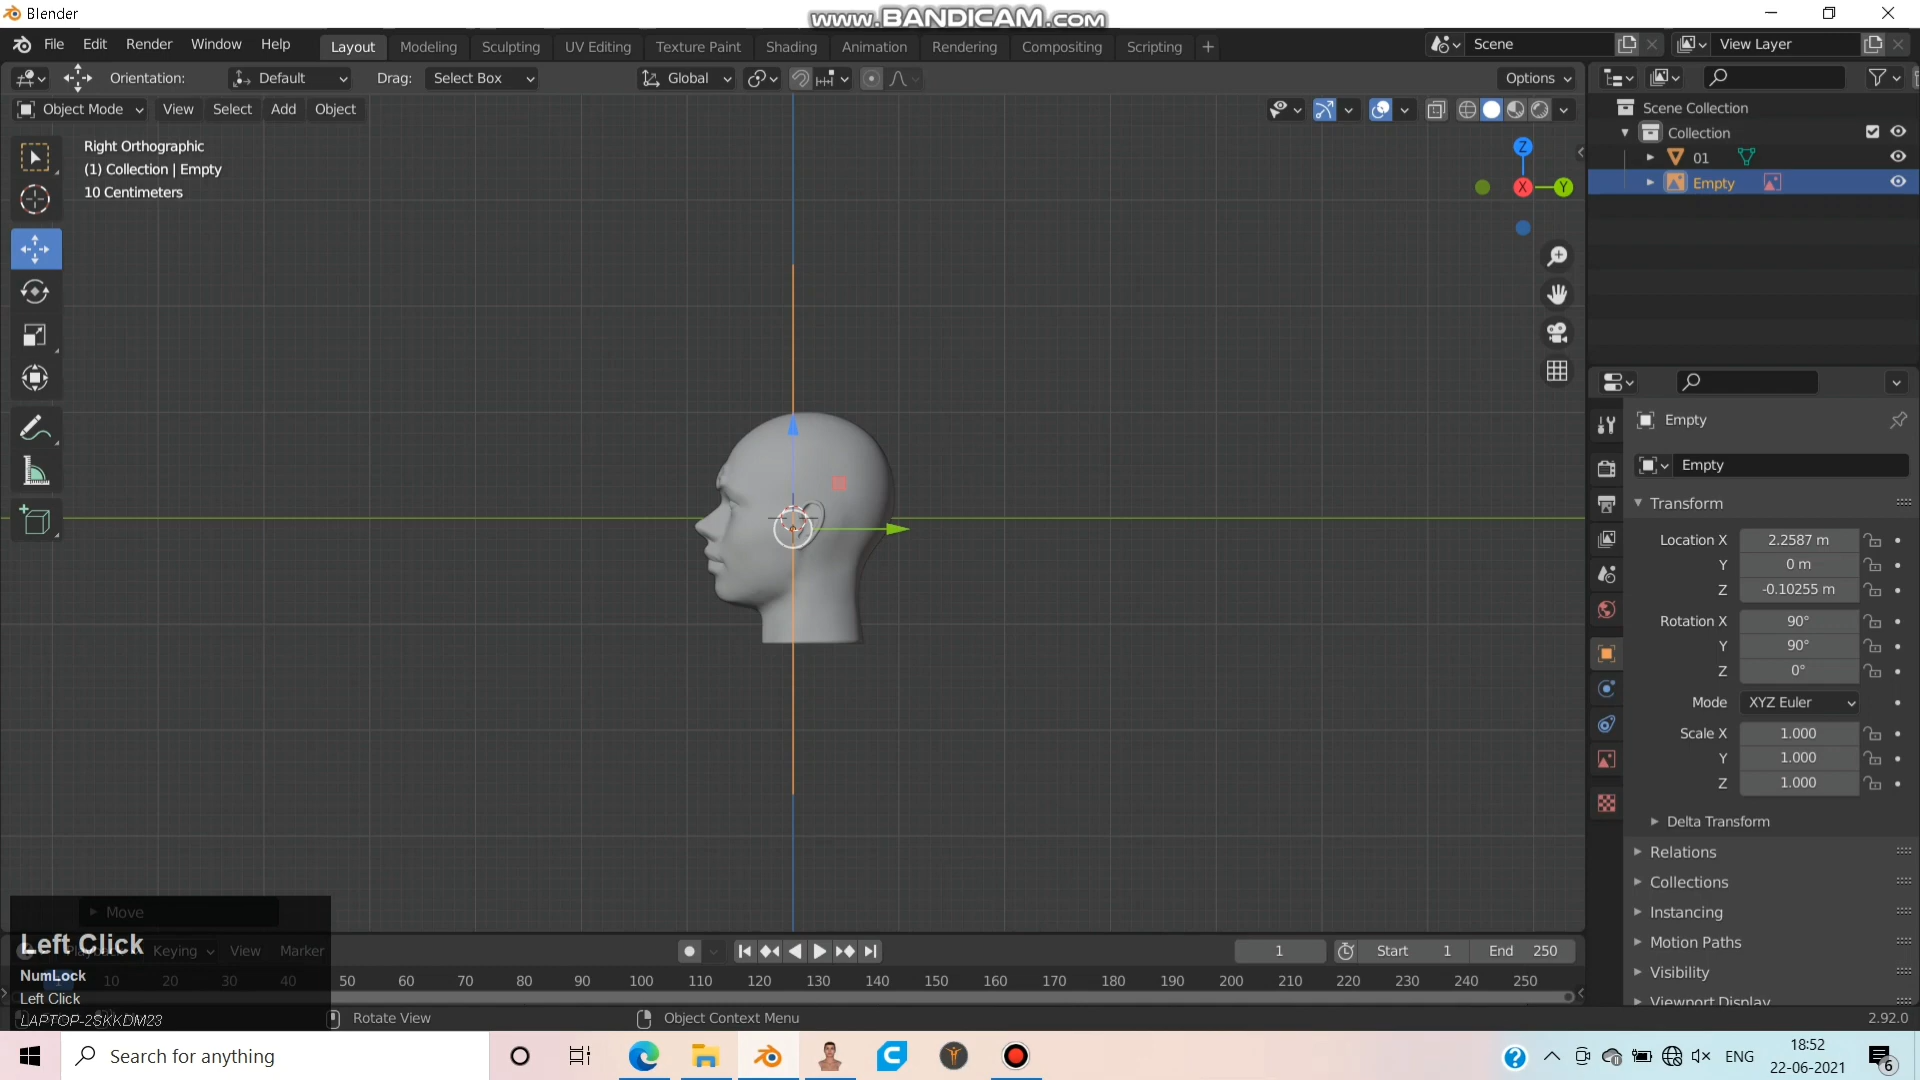 Blender
www.BANDICAM.com
File Edit Render Window Help
Layout Modeling Sculpting UV Editing Texture Paint Shading Animation Rendering Compositing Scripting +
Scene
View Layer
Orientation: Default Drag: Select Box
Global
Options
Object Mode View Select Add Object
Right Orthographic
(1) Collection | Empty
10 Centimeters
Z
X
Y
Scene Collection
Collection
01
Empty
Empty
Empty
Transform
Location X 2.2587 m
Y 0 m
Z -0.10255 m
Rotation X 90°
Y 90°
Z 0°
Mode XYZ Euler
Scale X 1.000
Y 1.000
Z 1.000
Delta Transform
Relations
Collections
Instancing
Motion Paths
Visibility
Viewport Display
Move
Left Click
NumLock
Left Click
LAPTOP-2SKKDM23
Playback Keying View Marker
1
Start 1
End 250
1 10 20 30 40 50 60 70 80 90 100 110 120 130 140 150 160 170 180 190 200 210 220 230 240 250
Rotate View
Object Context Menu
2.92.0
Search for anything
ENG
18:52
22-06-2021
6